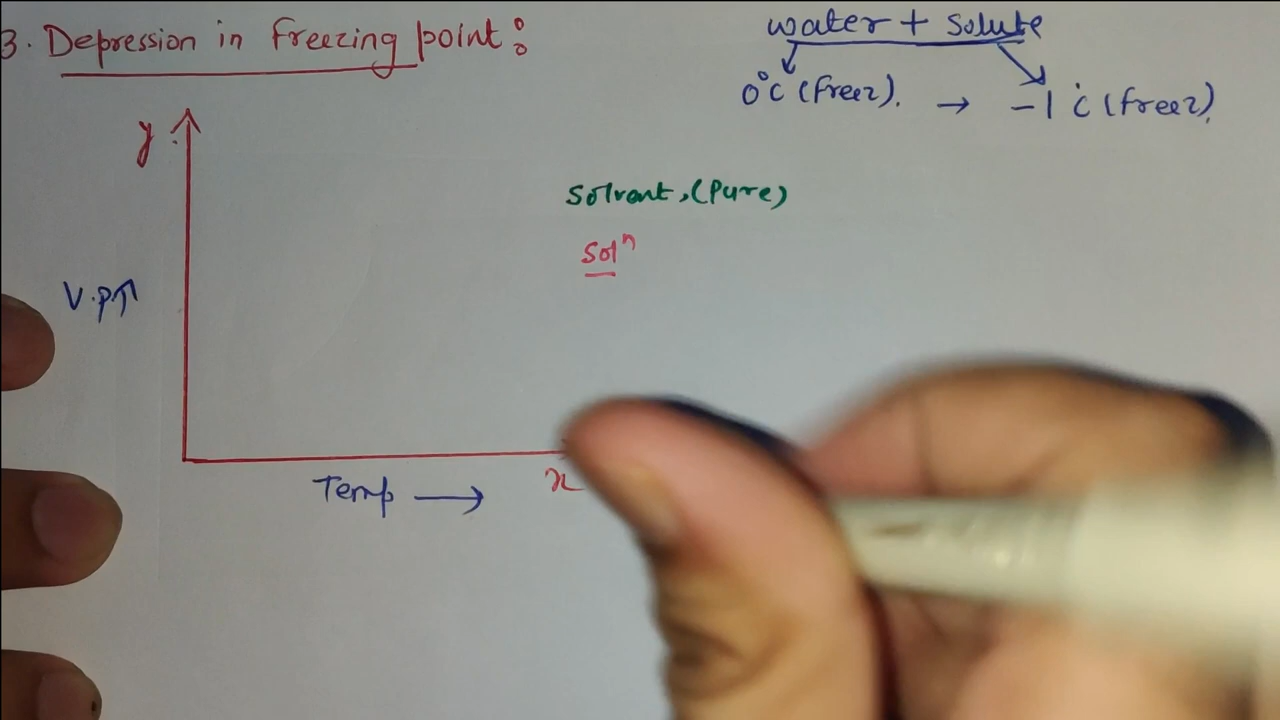 3. Depression in freezing point:
water + solute
0°C (freez). → -1°C (freez).
y
Solvent, (Pure)
Solⁿ
V.p↑
Temp →
x